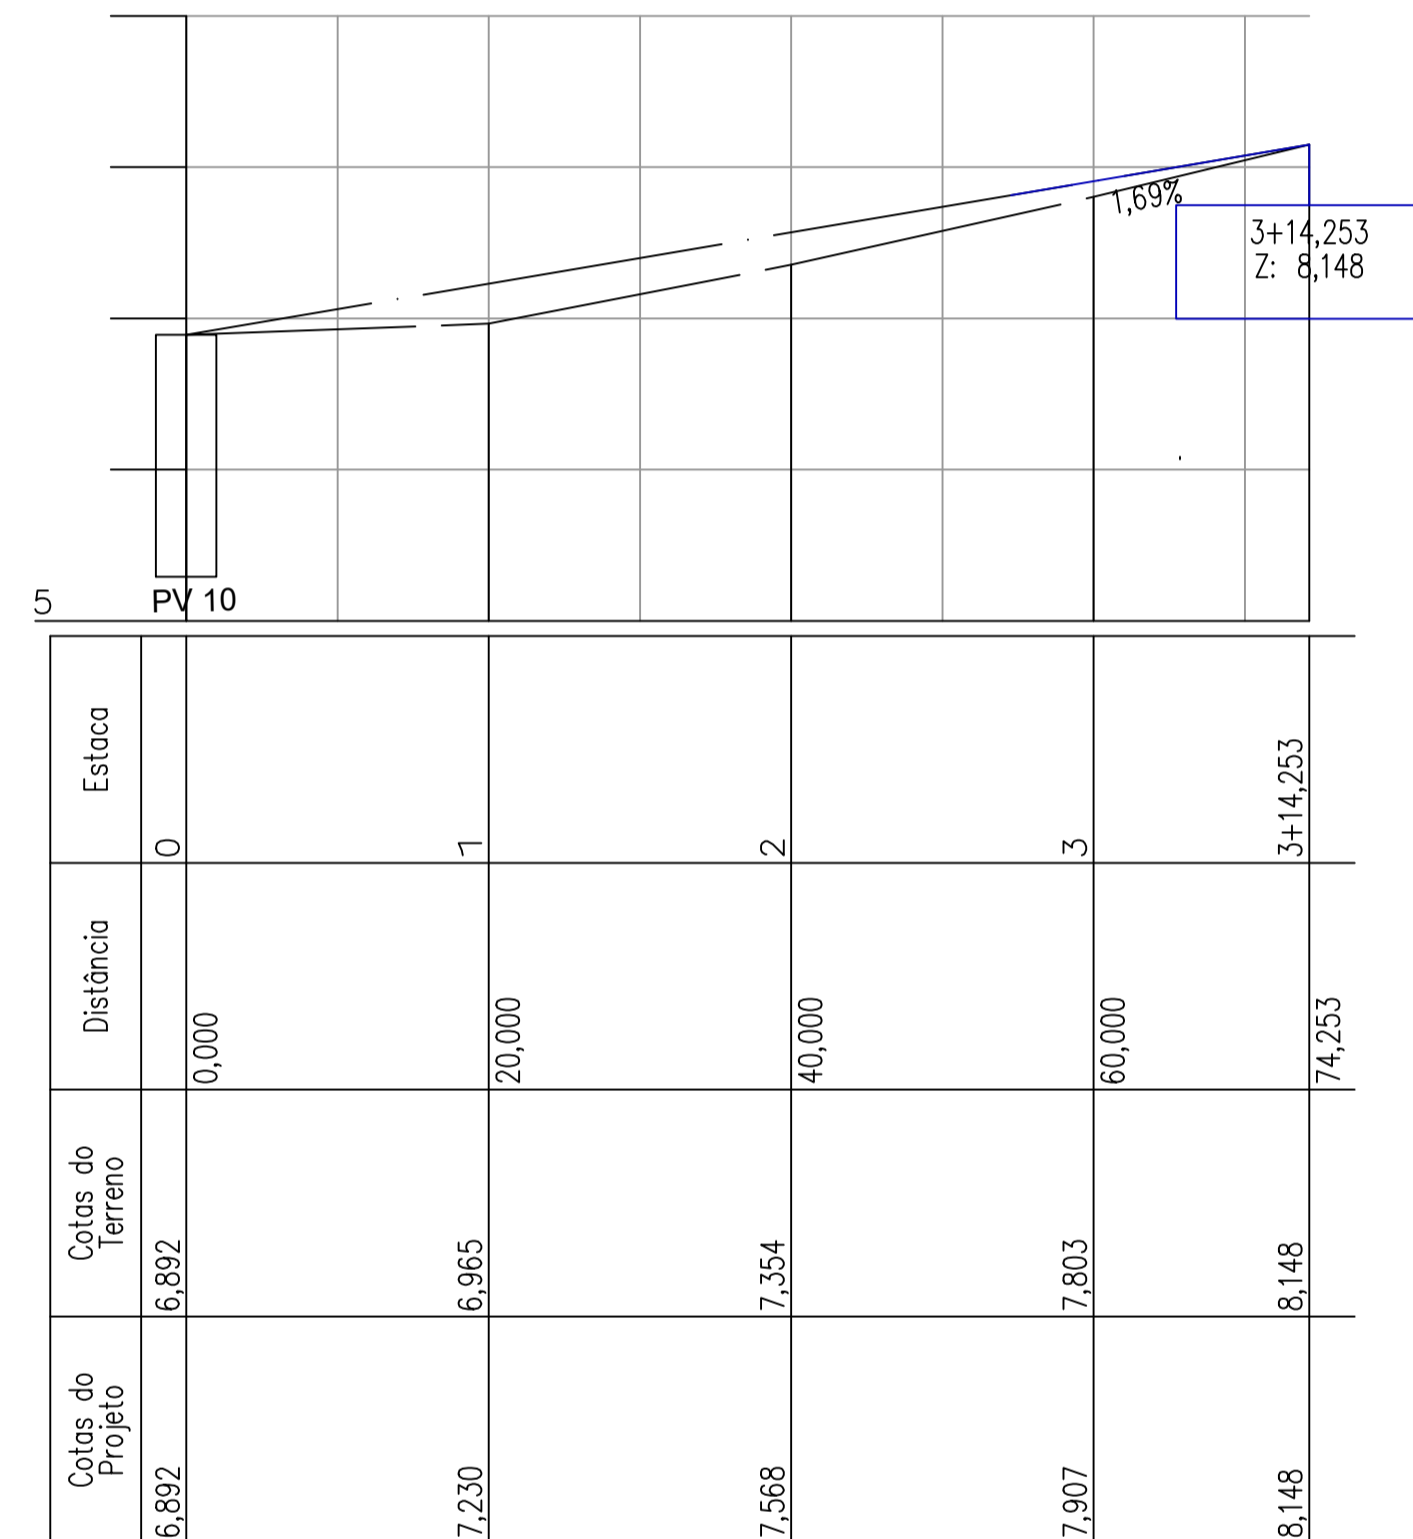 1,69%
3+14,253
Z: 8,148
5
PV 10
Estaca
0
1
2
3
3+14,253
Distância
0,000
20,000
40,000
60,000
74,253
Cotas do
Terreno
6,892
6,965
7,354
7,803
8,148
Cotas do
Projeto
6,892
7,230
7,568
7,907
8,148